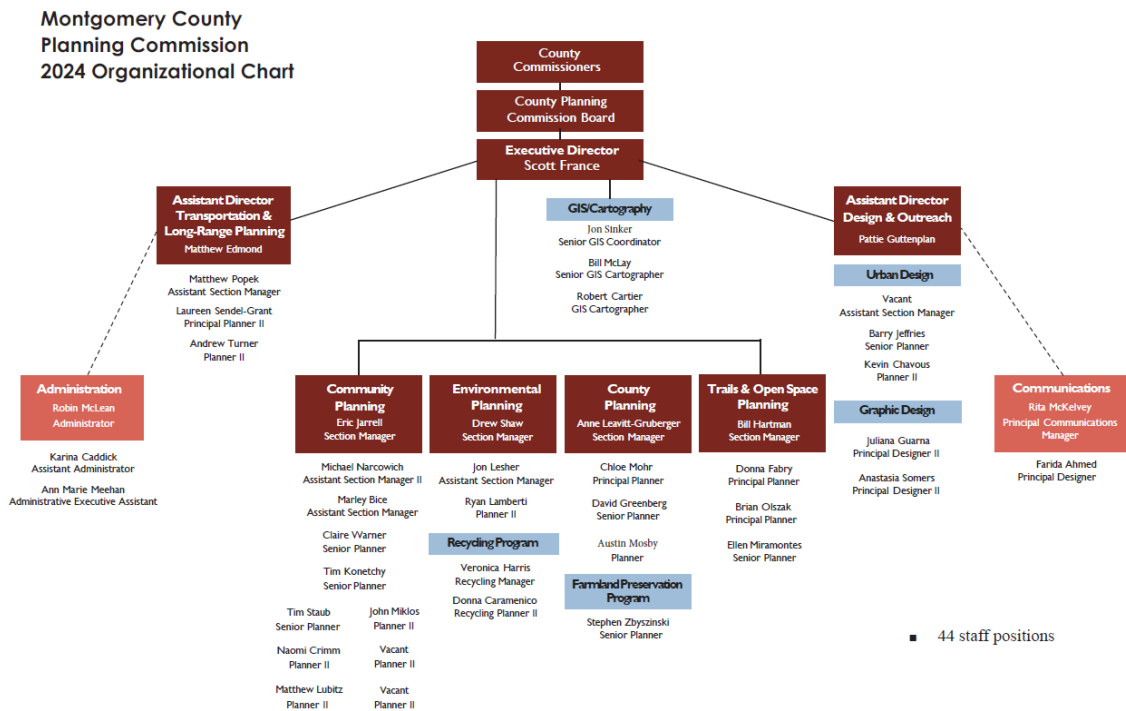 Montgomery County
Planning Commission
2024 Organizational Chart
County
Commissioners
County Planning
Commission Board
Executive Director
Scott France
Assistant Director
Transportation &
Long-Range Planning
Matthew Edmond
Matthew Popek
Assistant Section Manager
Laureen Sendel-Grant
Principal Planner II
Andrew Turner
Planner II
GIS/Cartography
Jon Sinker
Senior GIS Coordinator
Bill McLay
Senior GIS Cartographer
Robert Cartier
GIS Cartographer
Assistant Director
Design & Outreach
Pattie Guttenplan
Urban Design
Vacant
Assistant Section Manager
Barry Jeffries
Senior Planner
Kevin Chavous
Planner II
Graphic Design
Juliana Guarna
Principal Designer II
Anastasia Somers
Principal Designer II
Administration
Robin McLean
Administrator
Karina Caddick
Assistant Administrator
Ann Marie Meehan
Administrative Executive Assistant
Community
Planning
Eric Jarrell
Section Manager
Michael Narcowich
Assistant Section Manager II
Marley Bice
Assistant Section Manager
Claire Warner
Senior Planner
Tim Konetchy
Senior Planner
Tim Staub
Senior Planner
John Miklos
Planner II
Naomi Crimm
Planner II
Vacant
Planner II
Matthew Lubitz
Planner II
Vacant
Planner II
Environmental
Planning
Drew Shaw
Section Manager
Jon Lesher
Assistant Section Manager
Ryan Lamberti
Planner II
Recycling Program
Veronica Harris
Recycling Manager
Donna Caramenico
Recycling Planner II
County
Planning
Anne Leavitt-Gruberger
Section Manager
Chloe Mohr
Principal Planner
David Greenberg
Senior Planner
Austin Mosby
Planner
Farmland Preservation
Program
Stephen Zbyszinski
Senior Planner
Trails & Open Space
Planning
Bill Hartman
Section Manager
Donna Fabry
Principal Planner
Brian Olszak
Principal Planner
Ellen Miramontes
Senior Planner
Communications
Rita McKelvey
Principal Communications
Manager
Farida Ahmed
Principal Designer
▪ 44 staff positions